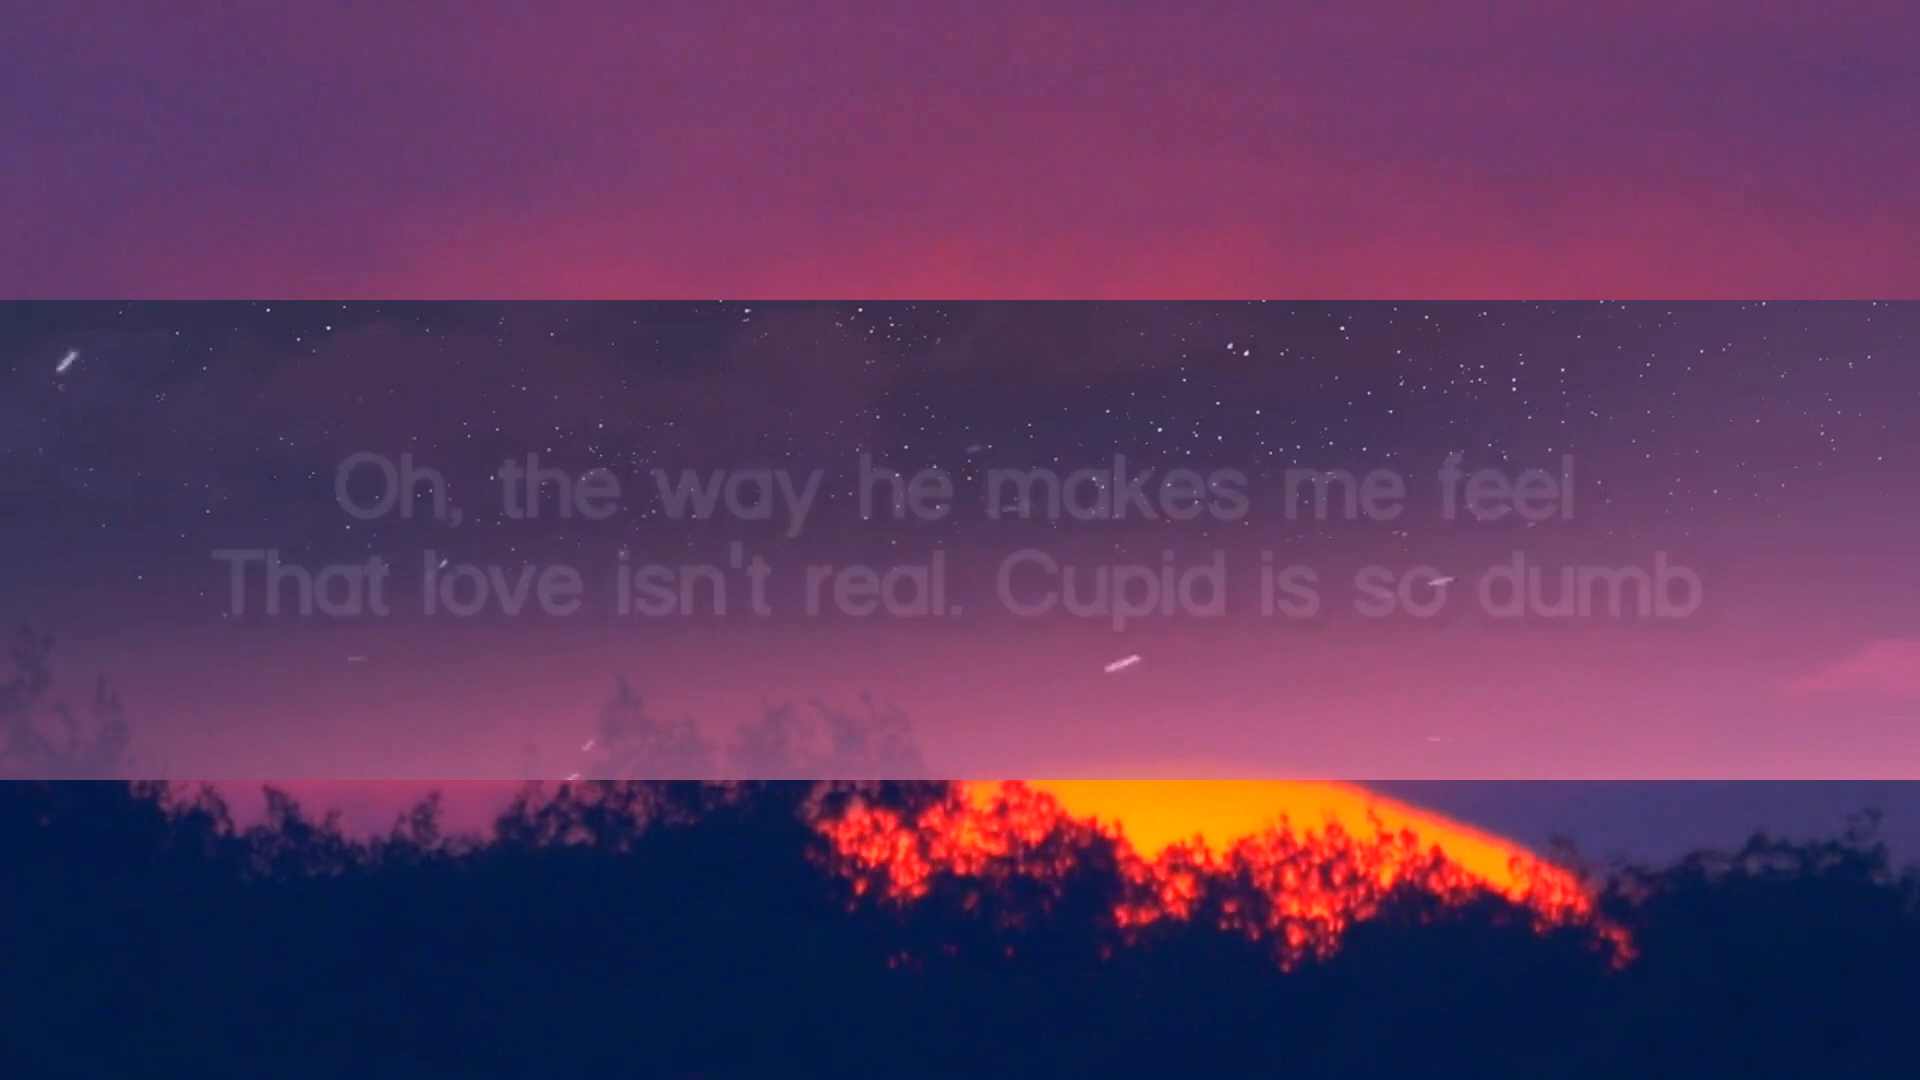 Oh, the way he makes me feel
That love isn't real. Cupid is so dumb